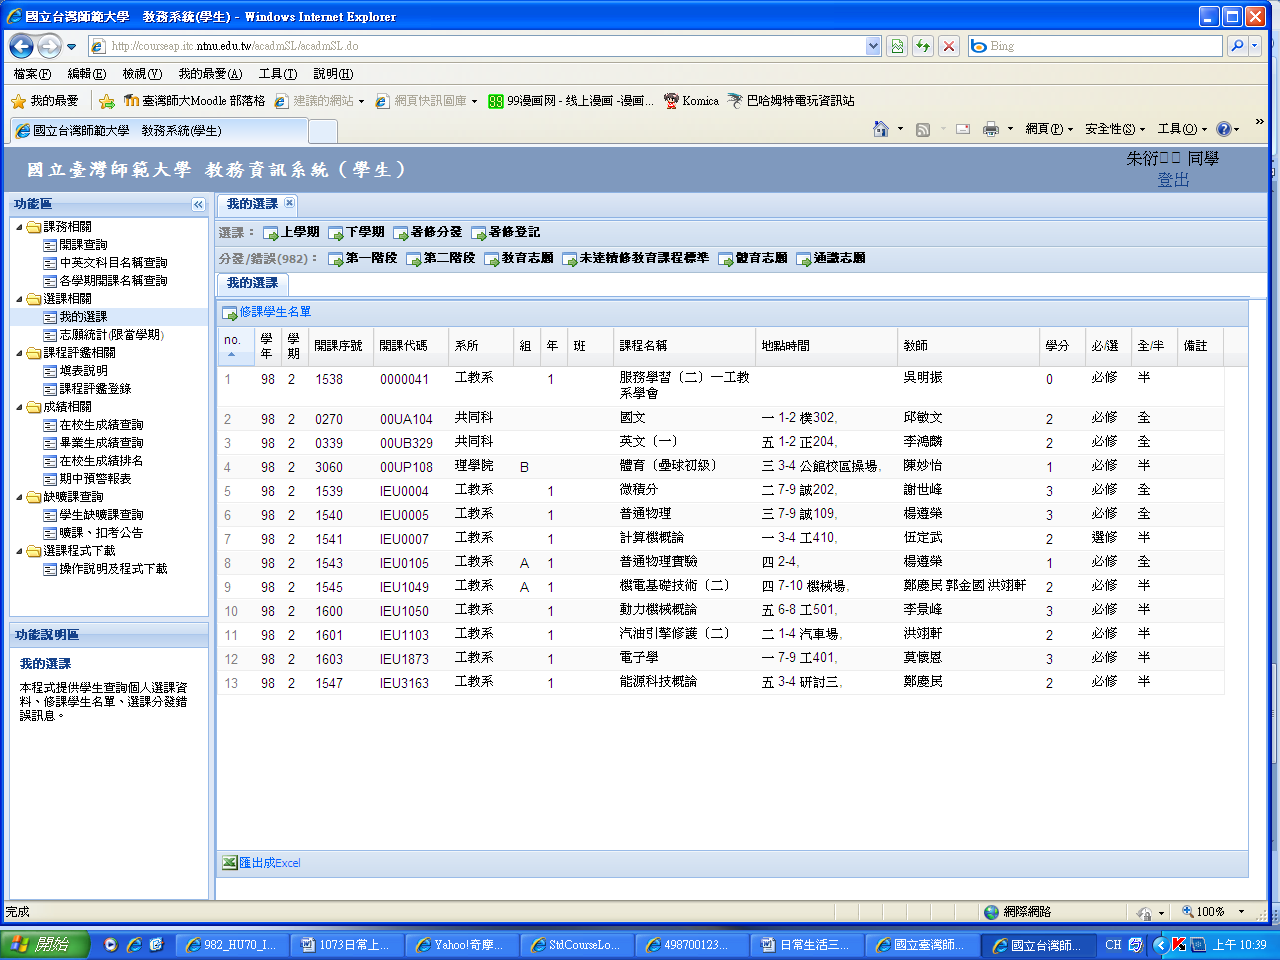 國立台灣師範大學　教務系統(學生) - Windows Internet Explorer
http://courseap.itc.ntnu.edu.tw/acadmSL/acadmSL.do
Bing
檔案(F) 編輯(E) 檢視(V) 我的最愛(A) 工具(T) 說明(H)
我的最愛 臺灣師大Moodle 部落格 建議的網站 網頁快訊圖庫 99漫画网 - 线上漫画 -漫画... Komica 巴哈姆特電玩資訊站
國立台灣師範大學　教務系統(學生) 網頁(P) 安全性(S) 工具(O) »
國立臺灣師範大學 教務資訊系統（學生）
朱衍□□ 同學
登出
功能區
課務相關
開課查詢
中英文科目名稱查詢
各學期開課名稱查詢
選課相關
我的選課
志願統計(限當學期)
課程評鑑相關
填表說明
課程評鑑登錄
成績相關
在校生成績查詢
畢業生成績查詢
在校生成績排名
期中預警報表
缺曠課查詢
學生缺曠課查詢
曠課、扣考公告
選課程式下載
操作說明及程式下載
功能說明區
我的選課
本程式提供學生查詢個人選課資
料、修課學生名單、選課分發錯
誤訊息。
我的選課
選課： 上學期 下學期 暑修分發 暑修登記
分發/錯誤(982)： 第一階段 第二階段 教育志願 未達積修教育課程標準 體育志願 通識志願
我的選課
修課學生名單
no. 學年 學期 開課序號 開課代碼 系所 組 年 班 課程名稱 地點時間 教師 學分 必/選 全/半 備註
1 98 2 1538 0000041 工教系 1 服務學習〔二〕—工教系學會 吳明振 0 必修 半
2 98 2 0270 00UA104 共同科 國文 一 1-2 樸302, 邱敏文 2 必修 全
3 98 2 0339 00UB329 共同科 英文〔一〕 五 1-2 正204, 李鴻麟 2 必修 全
4 98 2 3060 00UP108 理學院 B 體育〔壘球初級〕 三 3-4 公館校區操場, 陳妙怡 1 必修 半
5 98 2 1539 IEU0004 工教系 1 微積分 二 7-9 誠202, 謝世峰 3 必修 全
6 98 2 1540 IEU0005 工教系 1 普通物理 三 7-9 誠109, 楊遵榮 3 必修 全
7 98 2 1541 IEU0007 工教系 1 計算機概論 一 3-4 工410, 伍定武 2 選修 半
8 98 2 1543 IEU0105 工教系 A 1 普通物理實驗 四 2-4, 楊遵榮 1 必修 全
9 98 2 1545 IEU1049 工教系 A 1 機電基礎技術〔二〕 四 7-10 機械場, 鄭慶民 郭金國 洪翊軒 2 必修 半
10 98 2 1600 IEU1050 工教系 1 動力機械概論 五 6-8 工501, 李景峰 3 必修 半
11 98 2 1601 IEU1103 工教系 1 汽油引擎修護〔二〕 二 1-4 汽車場, 洪翊軒 2 必修 半
12 98 2 1603 IEU1873 工教系 1 電子學 一 7-9 工401, 莫懷恩 3 必修 半
13 98 2 1547 IEU3163 工教系 1 能源科技概論 五 3-4 研討三, 鄭慶民 2 必修 半
匯出成Excel
完成 網際網路 100%
開始 982_HU70_I... 1073日常上... Yahoo!奇摩... StdCourseLo... 498700123... 日常生活三... 國立臺灣師... 國立台灣師... CH 上午 10:39